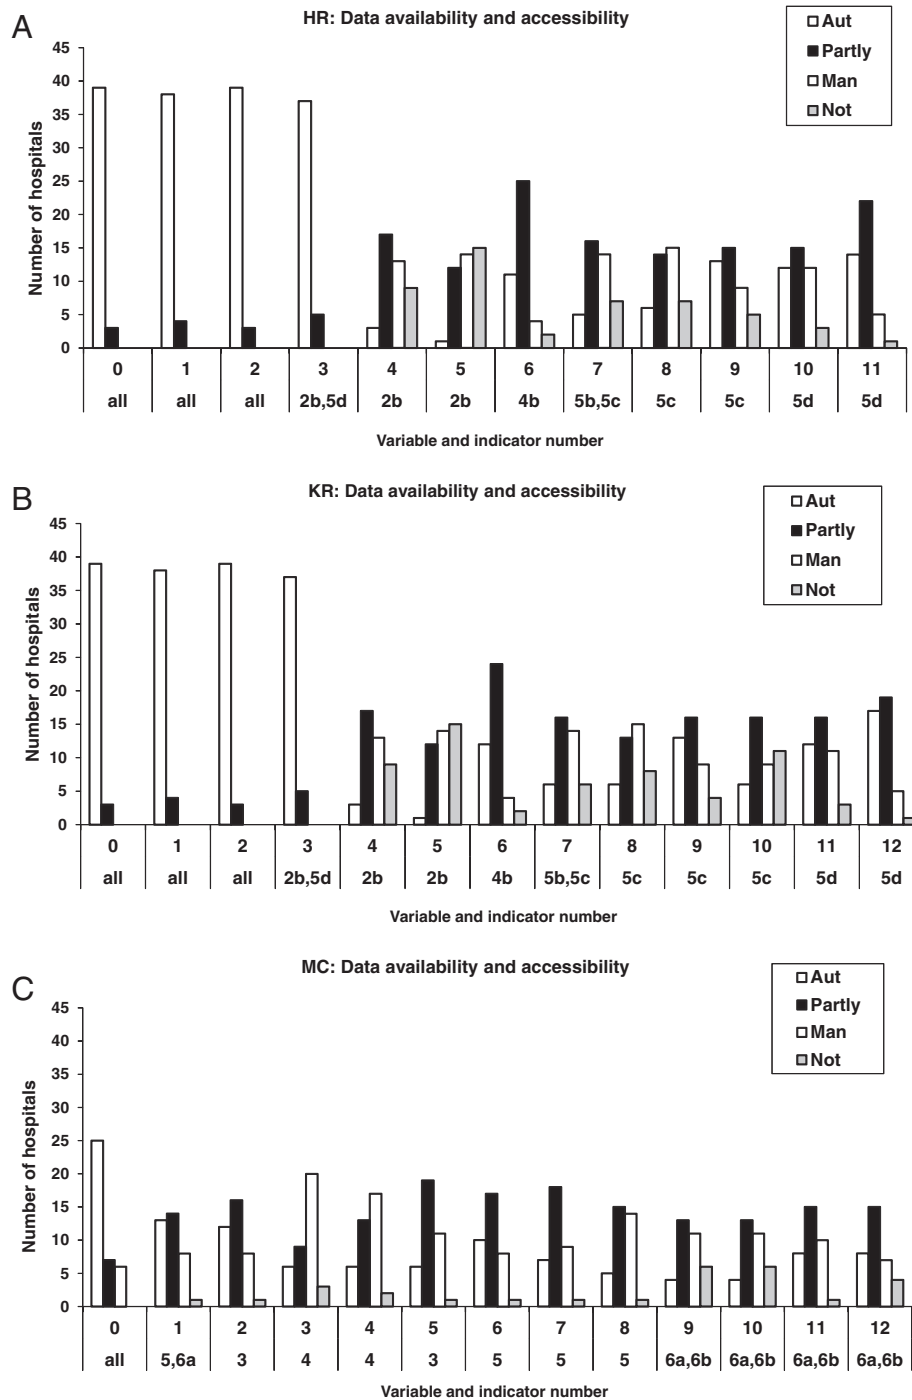 A
HR: Data availability and accessibility
Aut
Partly
Man
Not
Number of hospitals
45
40
35
30
25
20
15
10
5
0
0 1 2 3 4 5 6 7 8 9 10 11
all all all 2b,5d 2b 2b 4b 5b,5c 5c 5c 5d 5d
Variable and indicator number
B
KR: Data availability and accessibility
Aut
Partly
Man
Not
Number of hospitals
45
40
35
30
25
20
15
10
5
0
0 1 2 3 4 5 6 7 8 9 10 11 12
all all all 2b,5d 2b 2b 4b 5b,5c 5c 5c 5c 5d 5d
Variable and indicator number
C
MC: Data availability and accessibility
Aut
Partly
Man
Not
Number of hospitals
45
40
35
30
25
20
15
10
5
0
0 1 2 3 4 5 6 7 8 9 10 11 12
all 5,6a 3 4 4 3 5 5 5 6a,6b 6a,6b 6a,6b 6a,6b
Variable and indicator number